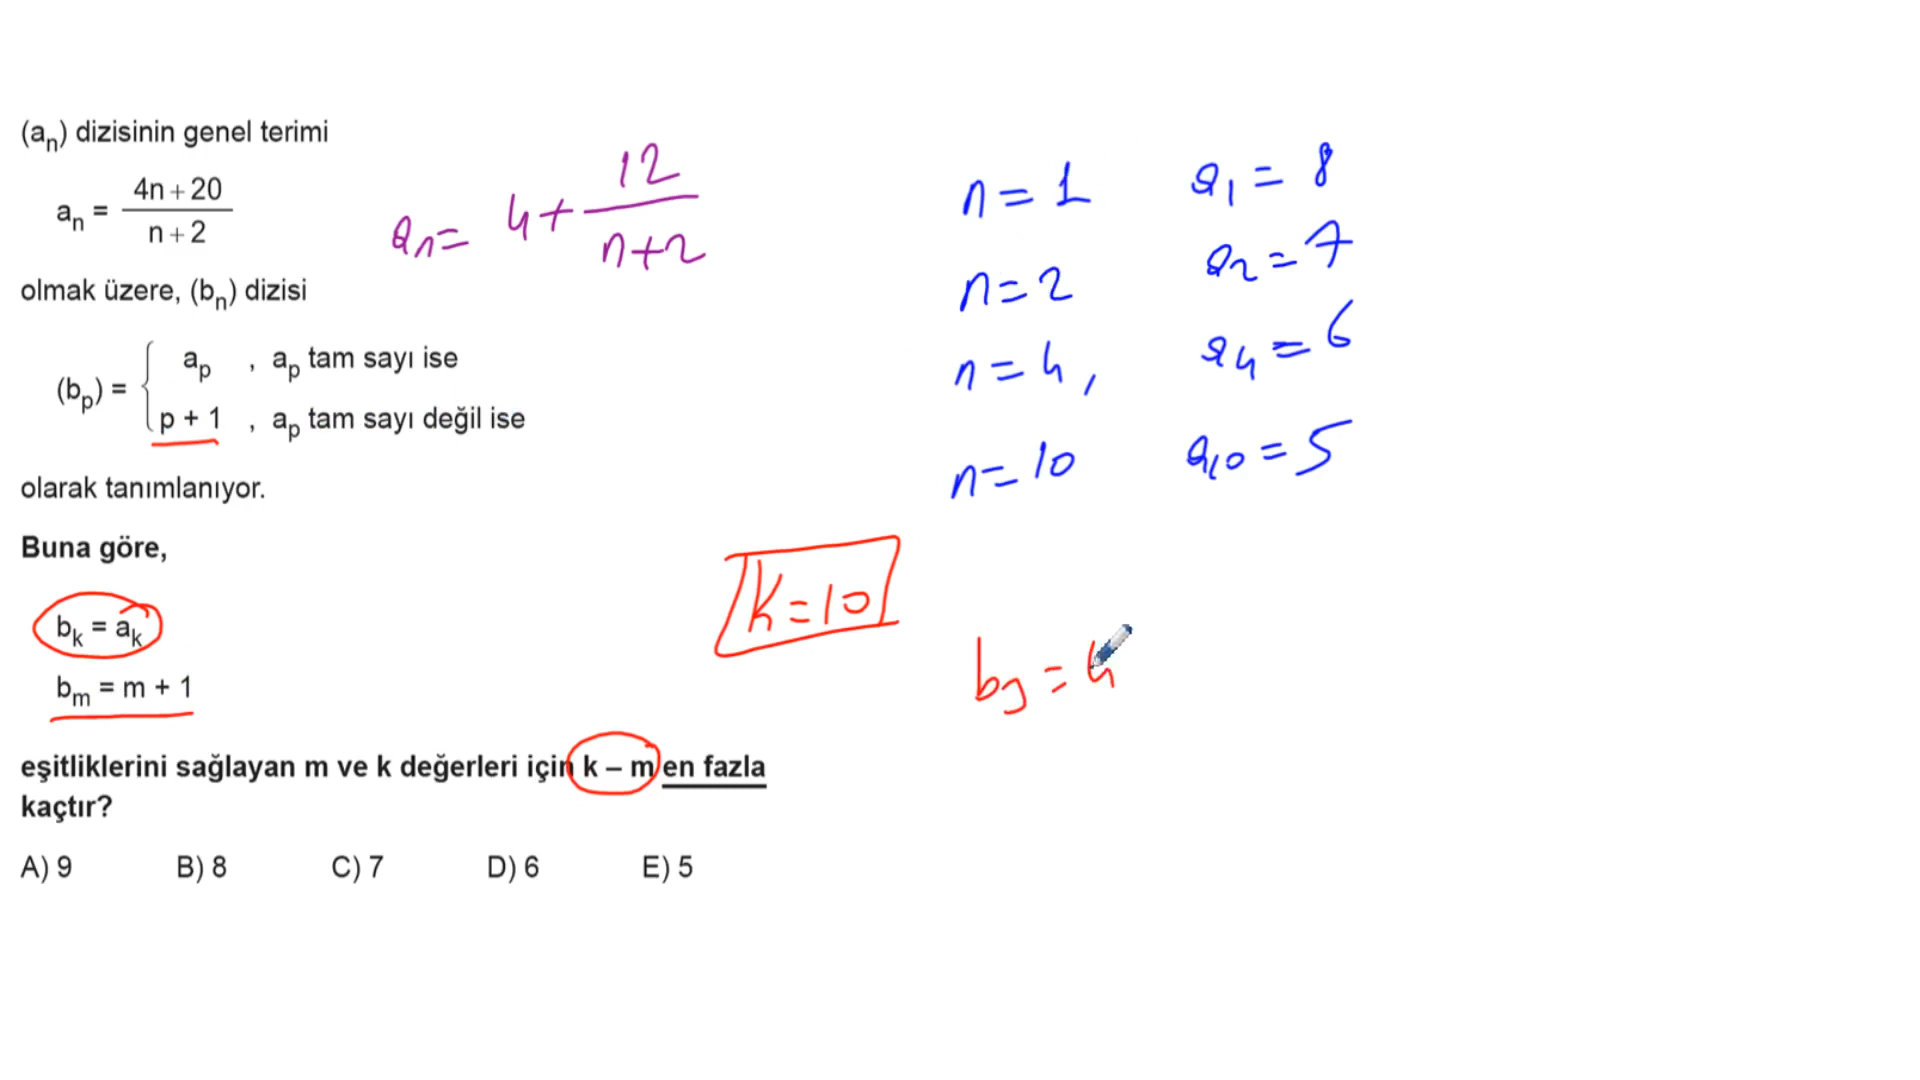 (aₙ) dizisinin genel terimi
aₙ = (4n + 20)/(n + 2)
olmak üzere, (bₙ) dizisi
(bₚ) = { aₚ , aₚ tam sayı ise
p + 1 , aₚ tam sayı değil ise
olarak tanımlanıyor.
Buna göre,
bₖ = aₖ
bₘ = m + 1
eşitliklerini sağlayan m ve k değerleri için k – m en fazla
kaçtır?
A) 9 B) 8 C) 7 D) 6 E) 5
aₙ = 4 + 12/(n+2)
n = 1 a₁ = 8
n = 2 a₂ = 7
n = 4, a₄ = 6
n = 10 a₁₀ = 5
k = 10
b₃ = 4